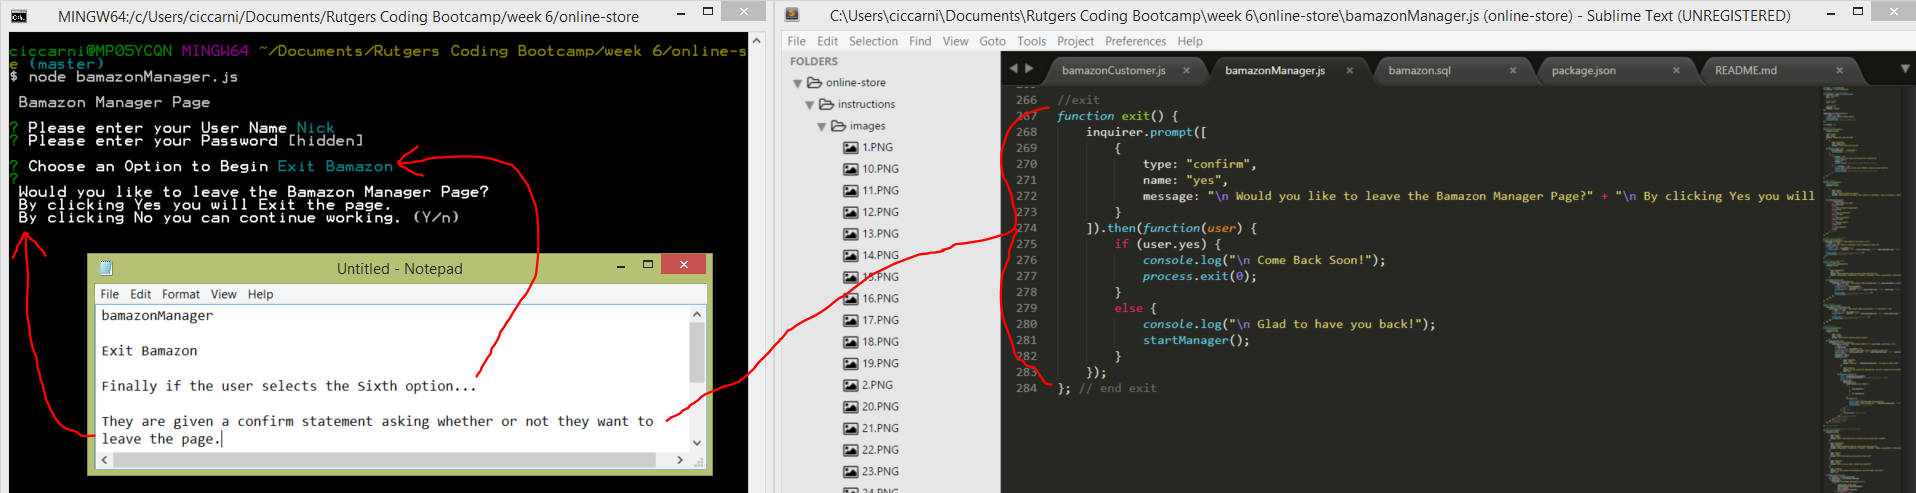 MINGW64:/c/Users/ciccarni/Documents/Rutgers Coding Bootcamp/week 6/online-store
ciccarni@MP05YCQN MINGW64 ~/Documents/Rutgers Coding Bootcamp/week 6/online-s
e (master)
$ node bamazonManager.js
Bamazon Manager Page
? Please enter your User Name Nick
? Please enter your Password [hidden]
? Choose an Option to Begin Exit Bamazon
?
Would you like to leave the Bamazon Manager Page?
By clicking Yes you will Exit the page.
By clicking No you can continue working. (Y/n)
Untitled - Notepad
File Edit Format View Help
bamazonManager
Exit Bamazon
Finally if the user selects the Sixth option...
They are given a confirm statement asking whether or not they want to
leave the page.
C:\Users\ciccarni\Documents\Rutgers Coding Bootcamp\week 6\online-store\bamazonManager.js (online-store) - Sublime Text (UNREGISTERED)
File Edit Selection Find View Goto Tools Project Preferences Help
FOLDERS
online-store
instructions
images
1.PNG
10.PNG
11.PNG
12.PNG
13.PNG
14.PNG
15.PNG
16.PNG
17.PNG
18.PNG
19.PNG
2.PNG
20.PNG
21.PNG
22.PNG
23.PNG
24.PNG
bamazonCustomer.js bamazonManager.js bamazon.sql package.json README.md
266 //exit
267 function exit() {
268 inquirer.prompt([
269 {
270 type: "confirm",
271 name: "yes",
272 message: "\n Would you like to leave the Bamazon Manager Page?" + "\n By clicking Yes you will
273 }
274 ]).then(function(user) {
275 if (user.yes) {
276 console.log("\n Come Back Soon!");
277 process.exit(0);
278 }
279 else {
280 console.log("\n Glad to have you back!");
281 startManager();
282 }
283 });
284 }; // end exit